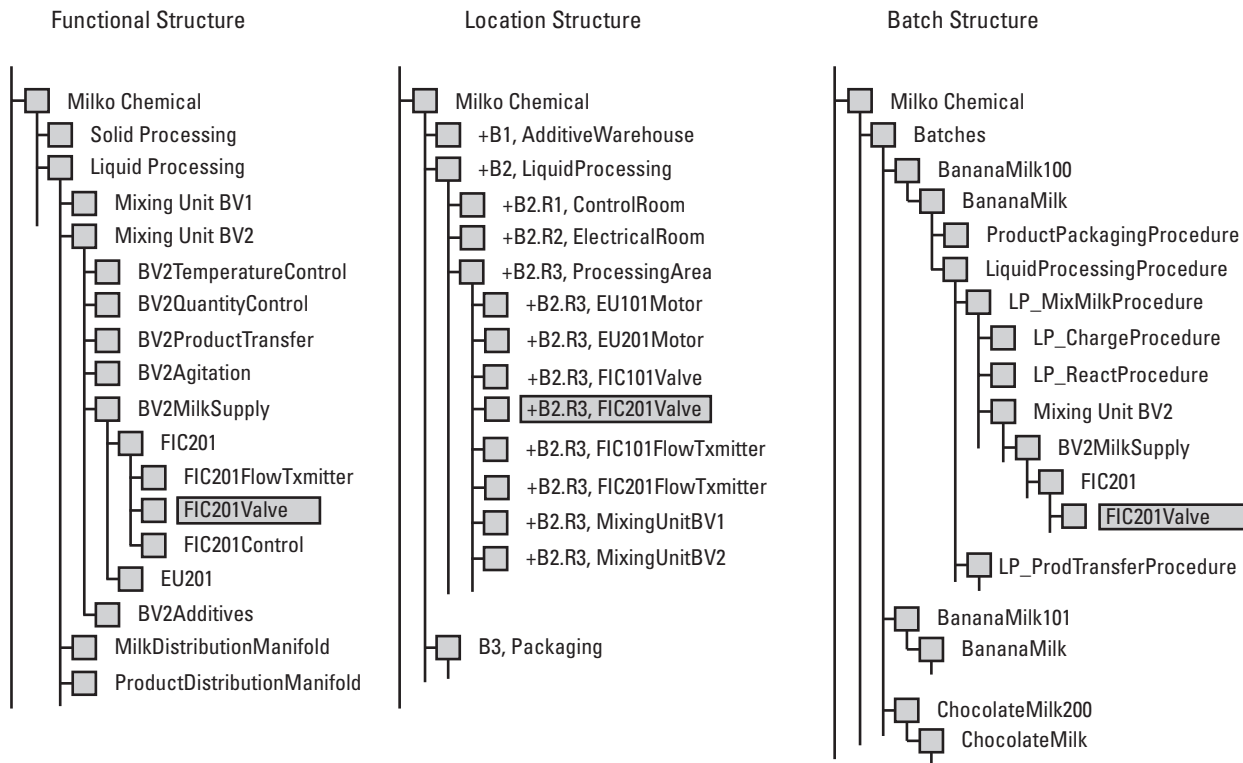 Functional Structure
Milko Chemical
Solid Processing
Liquid Processing
Mixing Unit BV1
Mixing Unit BV2
BV2TemperatureControl
BV2QuantityControl
BV2ProductTransfer
BV2Agitation
BV2MilkSupply
FIC201
FIC201FlowTxmitter
FIC201Valve
FIC201Control
EU201
BV2Additives
MilkDistributionManifold
ProductDistributionManifold
Location Structure
Milko Chemical
+B1, AdditiveWarehouse
+B2, LiquidProcessing
+B2.R1, ControlRoom
+B2.R2, ElectricalRoom
+B2.R3, ProcessingArea
+B2.R3, EU101Motor
+B2.R3, EU201Motor
+B2.R3, FIC101Valve
+B2.R3, FIC201Valve
+B2.R3, FIC101FlowTxmitter
+B2.R3, FIC201FlowTxmitter
+B2.R3, MixingUnitBV1
+B2.R3, MixingUnitBV2
B3, Packaging
Batch Structure
Milko Chemical
Batches
BananaMilk100
BananaMilk
ProductPackagingProcedure
LiquidProcessingProcedure
LP_MixMilkProcedure
LP_ChargeProcedure
LP_ReactProcedure
Mixing Unit BV2
BV2MilkSupply
FIC201
FIC201Valve
LP_ProdTransferProcedure
BananaMilk101
BananaMilk
ChocolateMilk200
ChocolateMilk